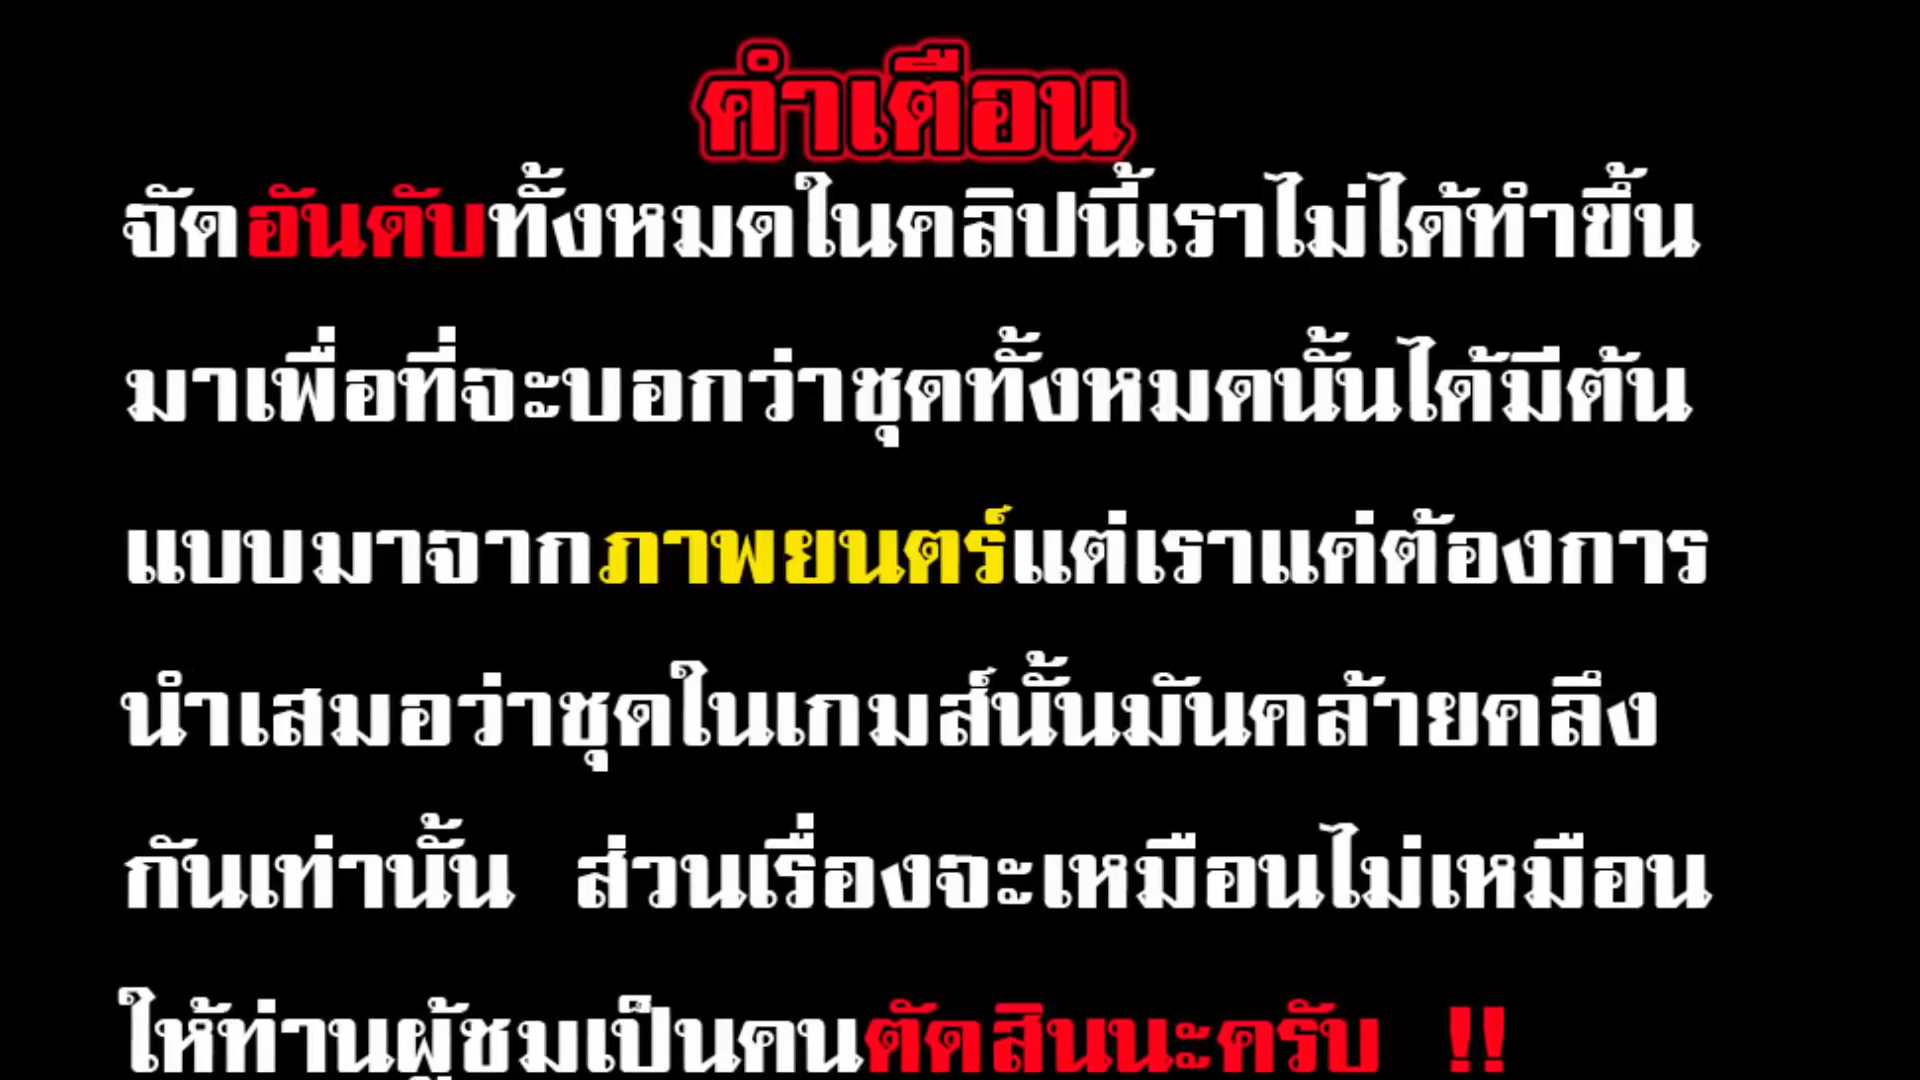 คำเตือน
จัดอันดับทั้งหมดในคลิปนี้เราไม่ได้ทำขึ้น
มาเพื่อที่จะบอกว่าชุดทั้งหมดนั้นได้มีต้น
แบบมาจากภาพยนตร์แต่เราแค่ต้องการ
นำเสมอว่าชุดในเกมส์นั้นมันคล้ายคลึง
กันเท่านั้น ส่วนเรื่องจะเหมือนไม่เหมือน
ให้ท่านผู้ชมเป็นคนตัดสินนะครับ !!